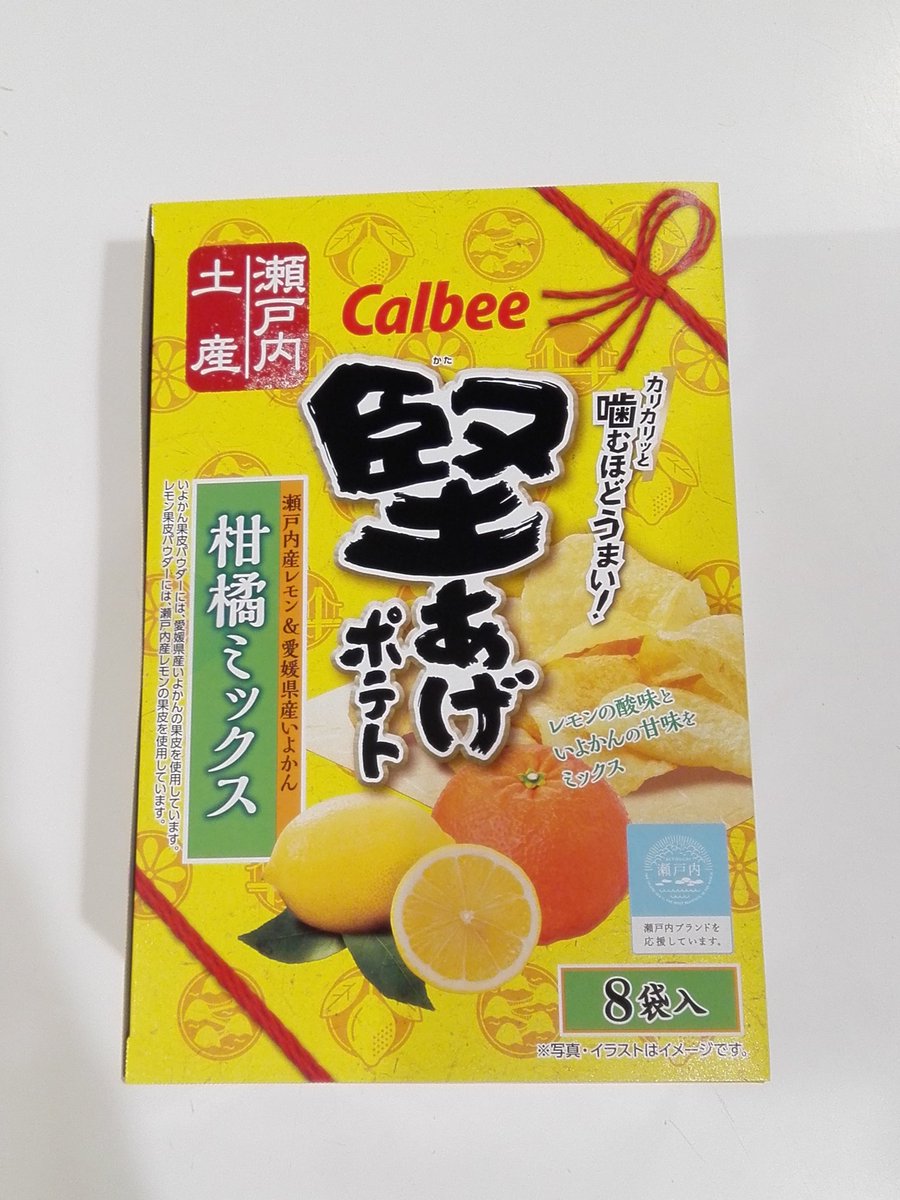 瀬戸内
土産
Calbee
かた
堅あげ
ポテト
カリカリッと
噛むほどうまい!
瀬戸内産レモン&愛媛県産いよかん
柑橘ミックス
いよかん果皮パウダーには、愛媛県産いよかんの果皮を使用しています。
レモン果皮パウダーには、瀬戸内産レモンの果皮を使用しています。
レモンの酸味と
いよかんの甘味を
ミックス
瀬戸内
瀬戸内ブランドを
応援しています。
8袋入
※写真・イラストはイメージです。